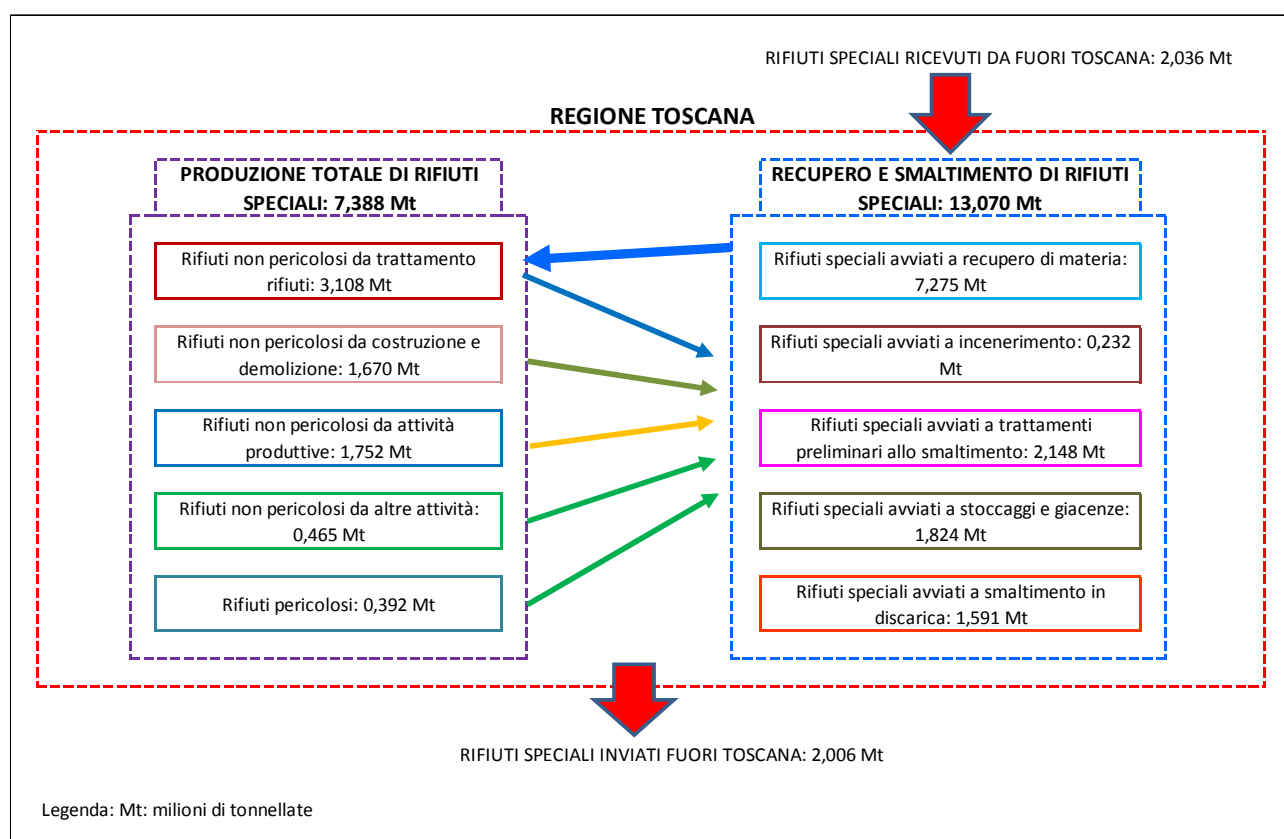 RIFIUTI SPECIALI RICEVUTI DA FUORI TOSCANA: 2,036 Mt
REGIONE TOSCANA
PRODUZIONE TOTALE DI RIFIUTI
SPECIALI: 7,388 Mt
Rifiuti non pericolosi da trattamento
rifiuti: 3,108 Mt
Rifiuti non pericolosi da costruzione e
demolizione: 1,670 Mt
Rifiuti non pericolosi da attività
produttive: 1,752 Mt
Rifiuti non pericolosi da altre attività:
0,465 Mt
Rifiuti pericolosi: 0,392 Mt
RECUPERO E SMALTIMENTO DI RIFIUTI
SPECIALI: 13,070 Mt
Rifiuti speciali avviati a recupero di materia:
7,275 Mt
Rifiuti speciali avviati a incenerimento: 0,232
Mt
Rifiuti speciali avviati a trattamenti
preliminari allo smaltimento: 2,148 Mt
Rifiuti speciali avviati a stoccaggi e giacenze:
1,824 Mt
Rifiuti speciali avviati a smaltimento in
discarica: 1,591 Mt
RIFIUTI SPECIALI INVIATI FUORI TOSCANA: 2,006 Mt
Legenda: Mt: milioni di tonnellate